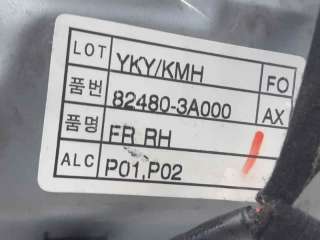 LOT YKY/KMH FO
품번 82480-3A000 AX
품명 FR RH
ALC P01,P02